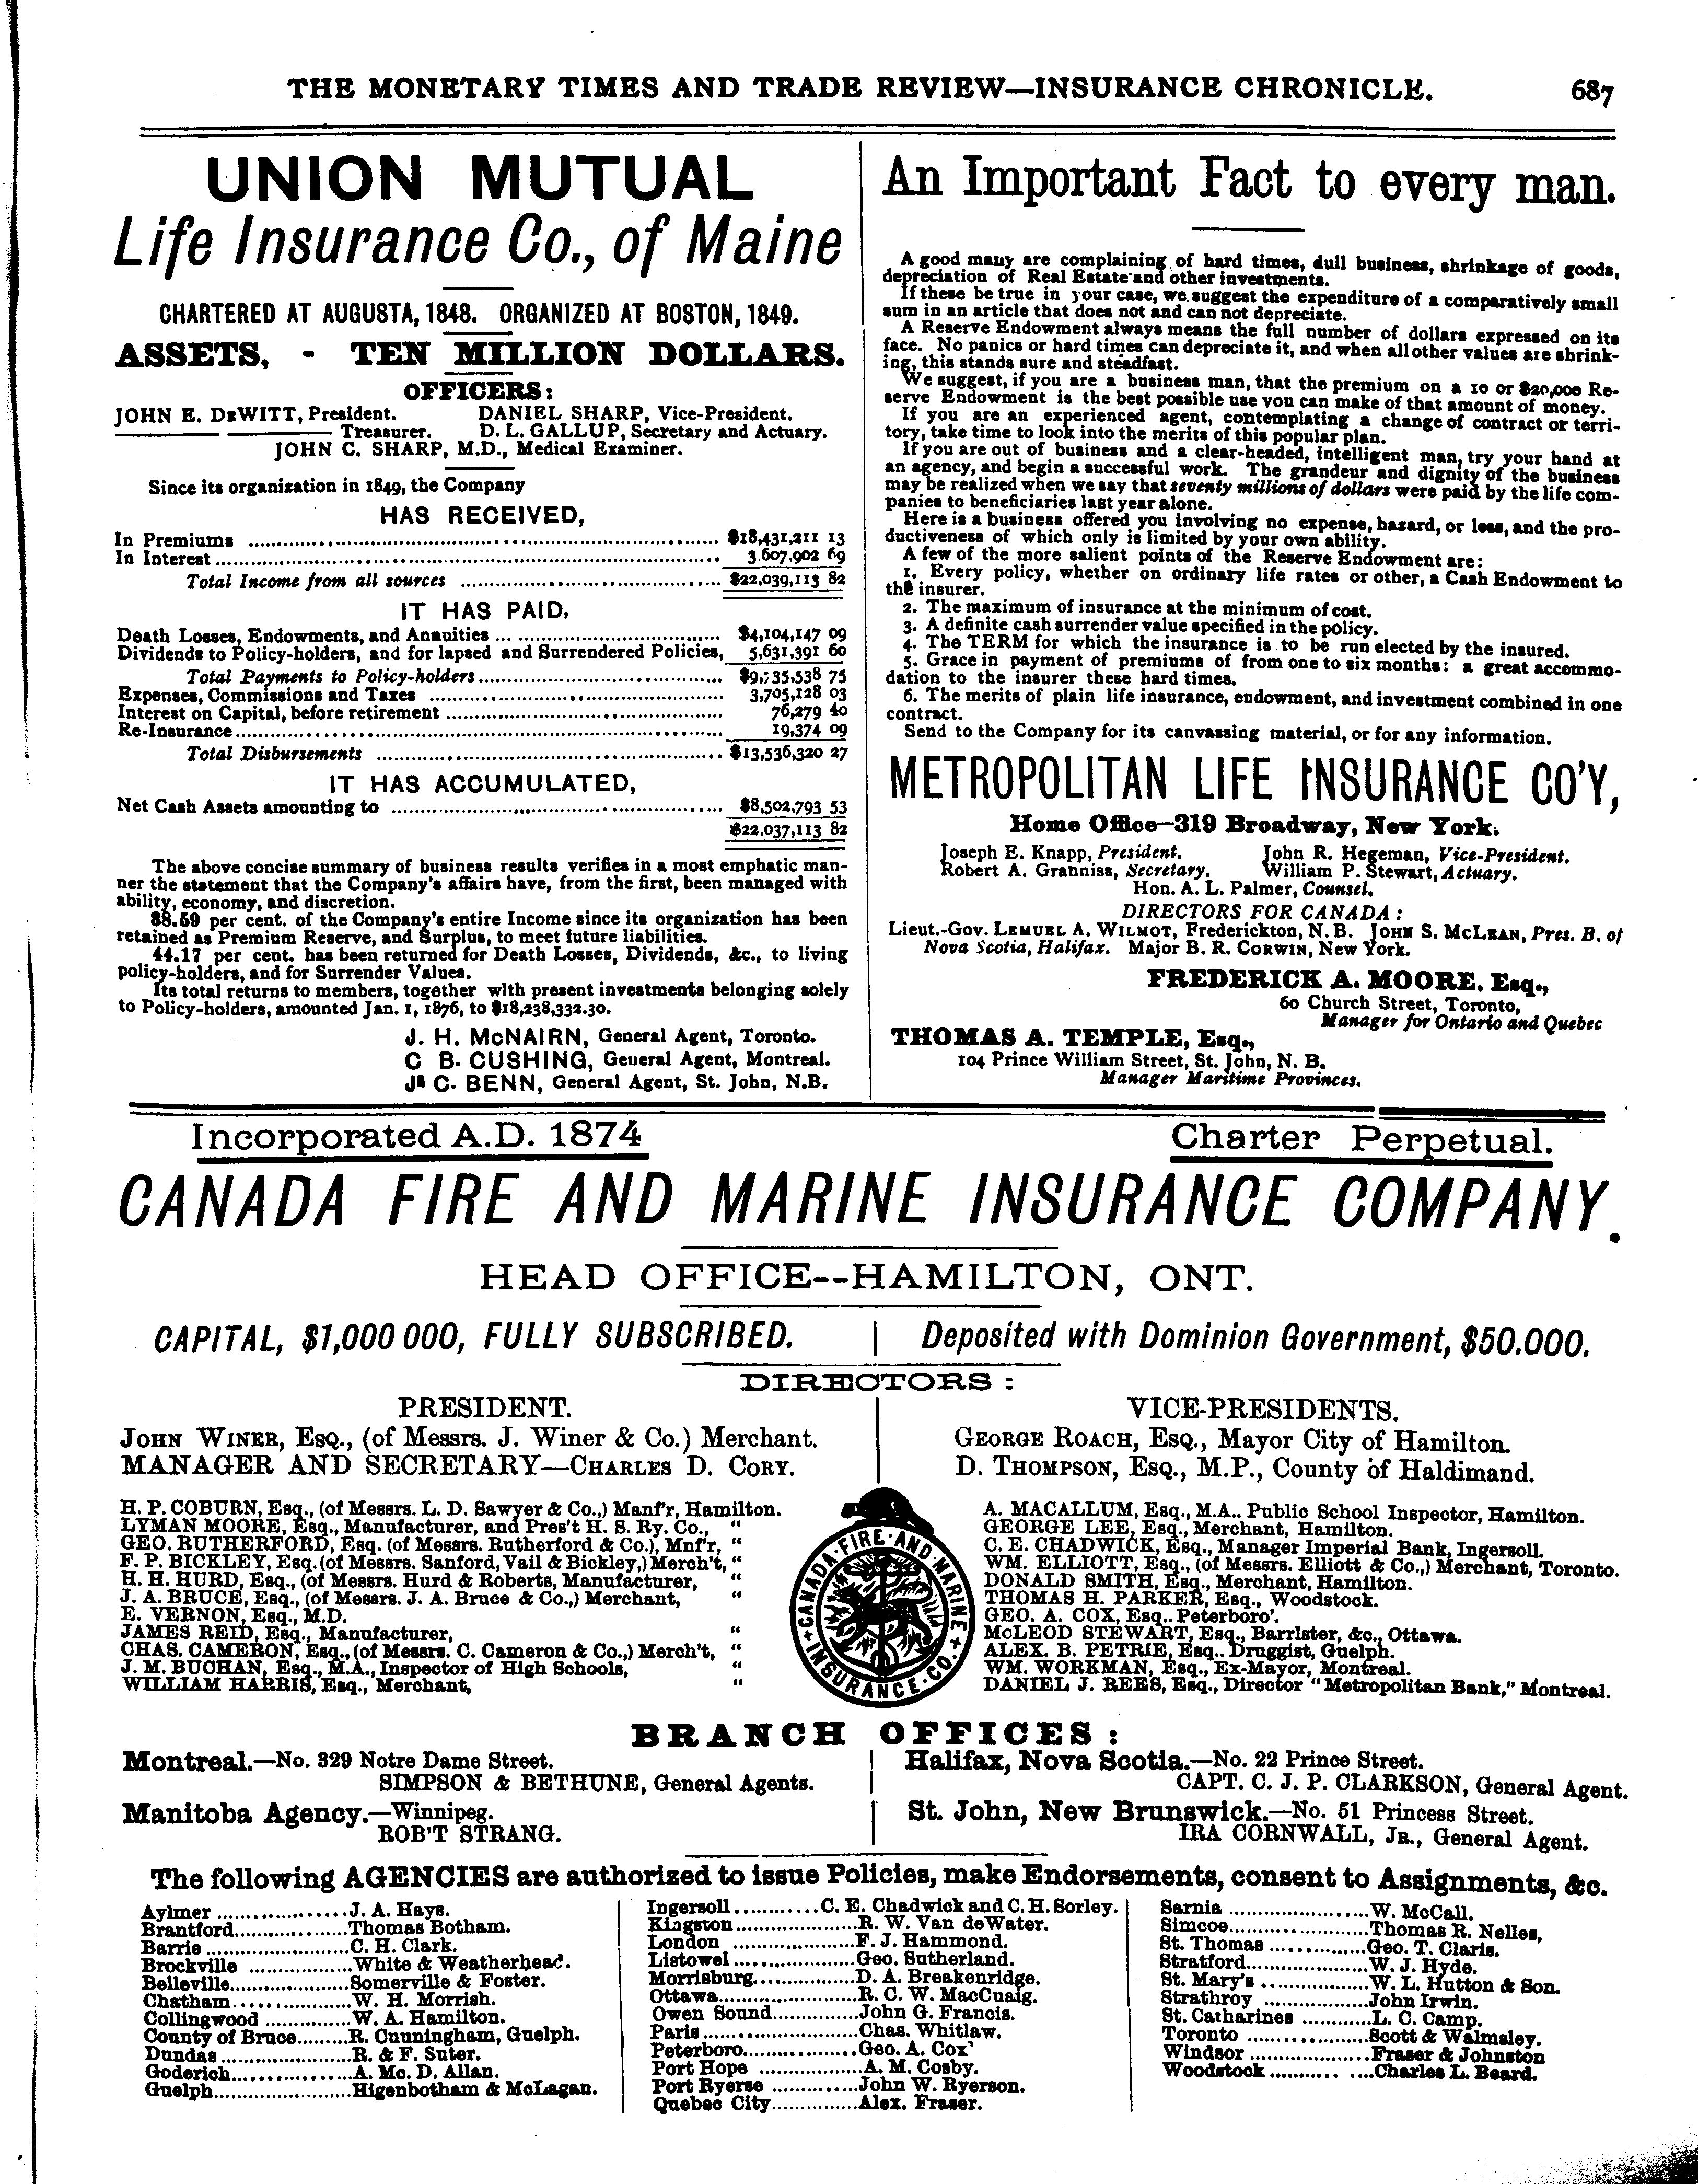 THE MONETARY TIMES AND TRADE REVIEW—INSURANCE CHRONICLE. 687
UNION MUTUAL
Life Insurance Co., of Maine
CHARTERED AT AUGUSTA, 1848. ORGANIZED AT BOSTON, 1849.
ASSETS, - TEN MILLION DOLLARS.
OFFICERS:
JOHN E. DEWITT, President. DANIEL SHARP, Vice-President.
Treasurer. D. L. GALLUP, Secretary and Actuary.
JOHN C. SHARP, M.D., Medical Examiner.
Since its organization in 1849, the Company
HAS RECEIVED,
In Premiums ........ $18,431,211 13
In Interest ........ 3.607,902 69
Total Income from all sources ........ $22,039,113 82
IT HAS PAID,
Death Losses, Endowments, and Annuities ........ $4,104,147 09
Dividends to Policy-holders, and for lapsed and Surrendered Policies, 5,631,391 60
Total Payments to Policy-holders ........ $9,735,538 75
Expenses, Commissions and Taxes ........ 3,705,128 03
Interest on Capital, before retirement ........ 76,279 40
Re-Insurance ........ 19,374 09
Total Disbursements ........ $13,536,320 27
IT HAS ACCUMULATED,
Net Cash Assets amounting to ........ $8,502,793 53
$22,037,113 82
The above concise summary of business results verifies in a most emphatic man-
ner the statement that the Company's affairs have, from the first, been managed with
ability, economy, and discretion.
38.59 per cent. of the Company's entire Income since its organization has been
retained as Premium Reserve, and Surplus, to meet future liabilities.
44.17 per cent. has been returned for Death Losses, Dividends, &c., to living
policy-holders, and for Surrender Values.
Its total returns to members, together with present investments belonging solely
to Policy-holders, amounted Jan. 1, 1876, to $18,238,332.30.
J. H. McNAIRN, General Agent, Toronto.
C B. CUSHING, General Agent, Montreal.
J. C. BENN, General Agent, St. John, N.B.
An Important Fact to every man.
A good many are complaining of hard times, dull business, shrinkage of goods,
depreciation of Real Estate and other investments.
If these be true in your case, we suggest the expenditure of a comparatively small
sum in an article that does not and can not depreciate.
A Reserve Endowment always means the full number of dollars expressed on its
face. No panics or hard times can depreciate it, and when all other values are shrink-
ing, this stands sure and steadfast.
We suggest, if you are a business man, that the premium on a 10 or $20,000 Re-
serve Endowment is the best possible use you can make of that amount of money.
If you are an experienced agent, contemplating a change of contract or terri-
tory, take time to look into the merits of this popular plan.
If you are out of business and a clear-headed, intelligent man, try your hand at
an agency, and begin a successful work. The grandeur and dignity of the business
may be realized when we say that seventy millions of dollars were paid by the life com-
panies to beneficiaries last year alone.
Here is a business offered you involving no expense, hazard, or loss, and the pro-
ductiveness of which only is limited by your own ability.
A few of the more salient points of the Reserve Endowment are:
1. Every policy, whether on ordinary life rates or other, a Cash Endowment to
the insurer.
2. The maximum of insurance at the minimum of cost.
3. A definite cash surrender value specified in the policy.
4. The TERM for which the insurance is to be run elected by the insured.
5. Grace in payment of premiums of from one to six months: a great accommo-
dation to the insurer these hard times.
6. The merits of plain life insurance, endowment, and investment combined in one
contract.
Send to the Company for its canvassing material, or for any information.
METROPOLITAN LIFE INSURANCE CO'Y,
Home Office—319 Broadway, New York.
Joseph E. Knapp, President. John R. Hegeman, Vice-President.
Robert A. Granniss, Secretary. William P. Stewart, Actuary.
Hon. A. L. Palmer, Counsel.
DIRECTORS FOR CANADA:
Lieut.-Gov. LEMUEL A. WILMOT, Frederickton, N. B. JOHN S. MCLEAN, Pres. B. of
Nova Scotia, Halifax. Major B. R. CORWIN, New York.
FREDERICK A. MOORE, Esq.,
60 Church Street, Toronto,
Manager for Ontario and Quebec
THOMAS A. TEMPLE, Esq.,
104 Prince William Street, St. John, N. B.
Manager Maritime Provinces.
Incorporated A.D. 1874 Charter Perpetual.
CANADA FIRE AND MARINE INSURANCE COMPANY.
HEAD OFFICE--HAMILTON, ONT.
CAPITAL, $1,000 000, FULLY SUBSCRIBED. | Deposited with Dominion Government, $50.000.
DIRECTORS:
PRESIDENT.
JOHN WINER, ESQ., (of Messrs. J. Winer & Co.) Merchant.
MANAGER AND SECRETARY—CHARLES D. CORY.
VICE-PRESIDENTS.
GEORGE ROACH, ESQ., Mayor City of Hamilton.
D. THOMPSON, ESQ., M.P., County of Haldimand.
H. P. COBURN, Esq., (of Messrs. L. D. Sawyer & Co.,) Manf'r, Hamilton.
LYMAN MOORE, Esq., Manufacturer, and Pres't H. S. Ry. Co., "
GEO. RUTHERFORD, Esq. (of Messrs. Rutherford & Co.), Mnf'r, "
F. P. BICKLEY, Esq. (of Messrs. Sanford, Vail & Bickley,) Merch't, "
H. H. HURD, Esq., (of Messrs. Hurd & Roberts, Manufacturer, "
J. A. BRUCE, Esq., (of Messrs. J. A. Bruce & Co.,) Merchant, "
E. VERNON, Esq., M.D.
JAMES REID, Esq., Manufacturer, "
CHAS. CAMERON, Esq., (of Messrs. C. Cameron & Co.,) Merch't, "
J. M. BUCHAN, Esq., M.A., Inspector of High Schools, "
WILLIAM HARRIS, Esq., Merchant, "
CANADA · FIRE · AND · MARINE + INSURANCE · CO. +
A. MACALLUM, Esq., M.A.. Public School Inspector, Hamilton.
GEORGE LEE, Esq., Merchant, Hamilton.
C. E. CHADWICK, Esq., Manager Imperial Bank, Ingersoll.
WM. ELLIOTT, Esq., (of Messrs. Elliott & Co.,) Merchant, Toronto.
DONALD SMITH, Esq., Merchant, Hamilton.
THOMAS H. PARKER, Esq., Woodstock.
GEO. A. COX, Esq.. Peterboro'.
McLEOD STEWART, Esq., Barrister, &c., Ottawa.
ALEX. B. PETRIE, Esq.. Druggist, Guelph.
WM. WORKMAN, Esq., Ex-Mayor, Montreal.
DANIEL J. REES, Esq., Director "Metropolitan Bank," Montreal.
BRANCH OFFICES:
Montreal.—No. 329 Notre Dame Street.
SIMPSON & BETHUNE, General Agents.
Manitoba Agency.—Winnipeg.
ROB'T STRANG.
Halifax, Nova Scotia.—No. 22 Prince Street.
CAPT. C. J. P. CLARKSON, General Agent.
St. John, New Brunswick.—No. 51 Princess Street.
IRA CORNWALL, JR., General Agent.
The following AGENCIES are authorized to issue Policies, make Endorsements, consent to Assignments, &c.
Aylmer ........ J. A. Hays.
Brantford ........ Thomas Botham.
Barrie ........ C. H. Clark.
Brockville ........ White & Weatherhead.
Belleville ........ Somerville & Foster.
Chatham ........ W. H. Morrish.
Collingwood ........ W. A. Hamilton.
County of Bruce ........ R. Cunningham, Guelph.
Dundas ........ R. & F. Suter.
Goderich ........ A. Mc. D. Allan.
Guelph ........ Higenbotham & McLagan.
Ingersoll ........ C. E. Chadwick and C. H. Sorley.
Kingston ........ R. W. Van deWater.
London ........ F. J. Hammond.
Listowel ........ Geo. Sutherland.
Morrisburg ........ D. A. Breakenridge.
Ottawa ........ R. C. W. MacCuaig.
Owen Sound ........ John G. Francis.
Paris ........ Chas. Whitlaw.
Peterboro ........ Geo. A. Cox
Port Hope ........ A. M. Cosby.
Port Ryerse ........ John W. Ryerson.
Quebec City ........ Alex. Fraser.
Sarnia ........ W. McCall.
Simcoe ........ Thomas R. Nelles,
St. Thomas ........ Geo. T. Claris.
Stratford ........ W. J. Hyde.
St. Mary's ........ W. L. Hutton & Son.
Strathroy ........ John Irwin.
St. Catharines ........ L. C. Camp.
Toronto ........ Scott & Walmsley.
Windsor ........ Fraser & Johnston
Woodstock ........ Charles L. Beard.